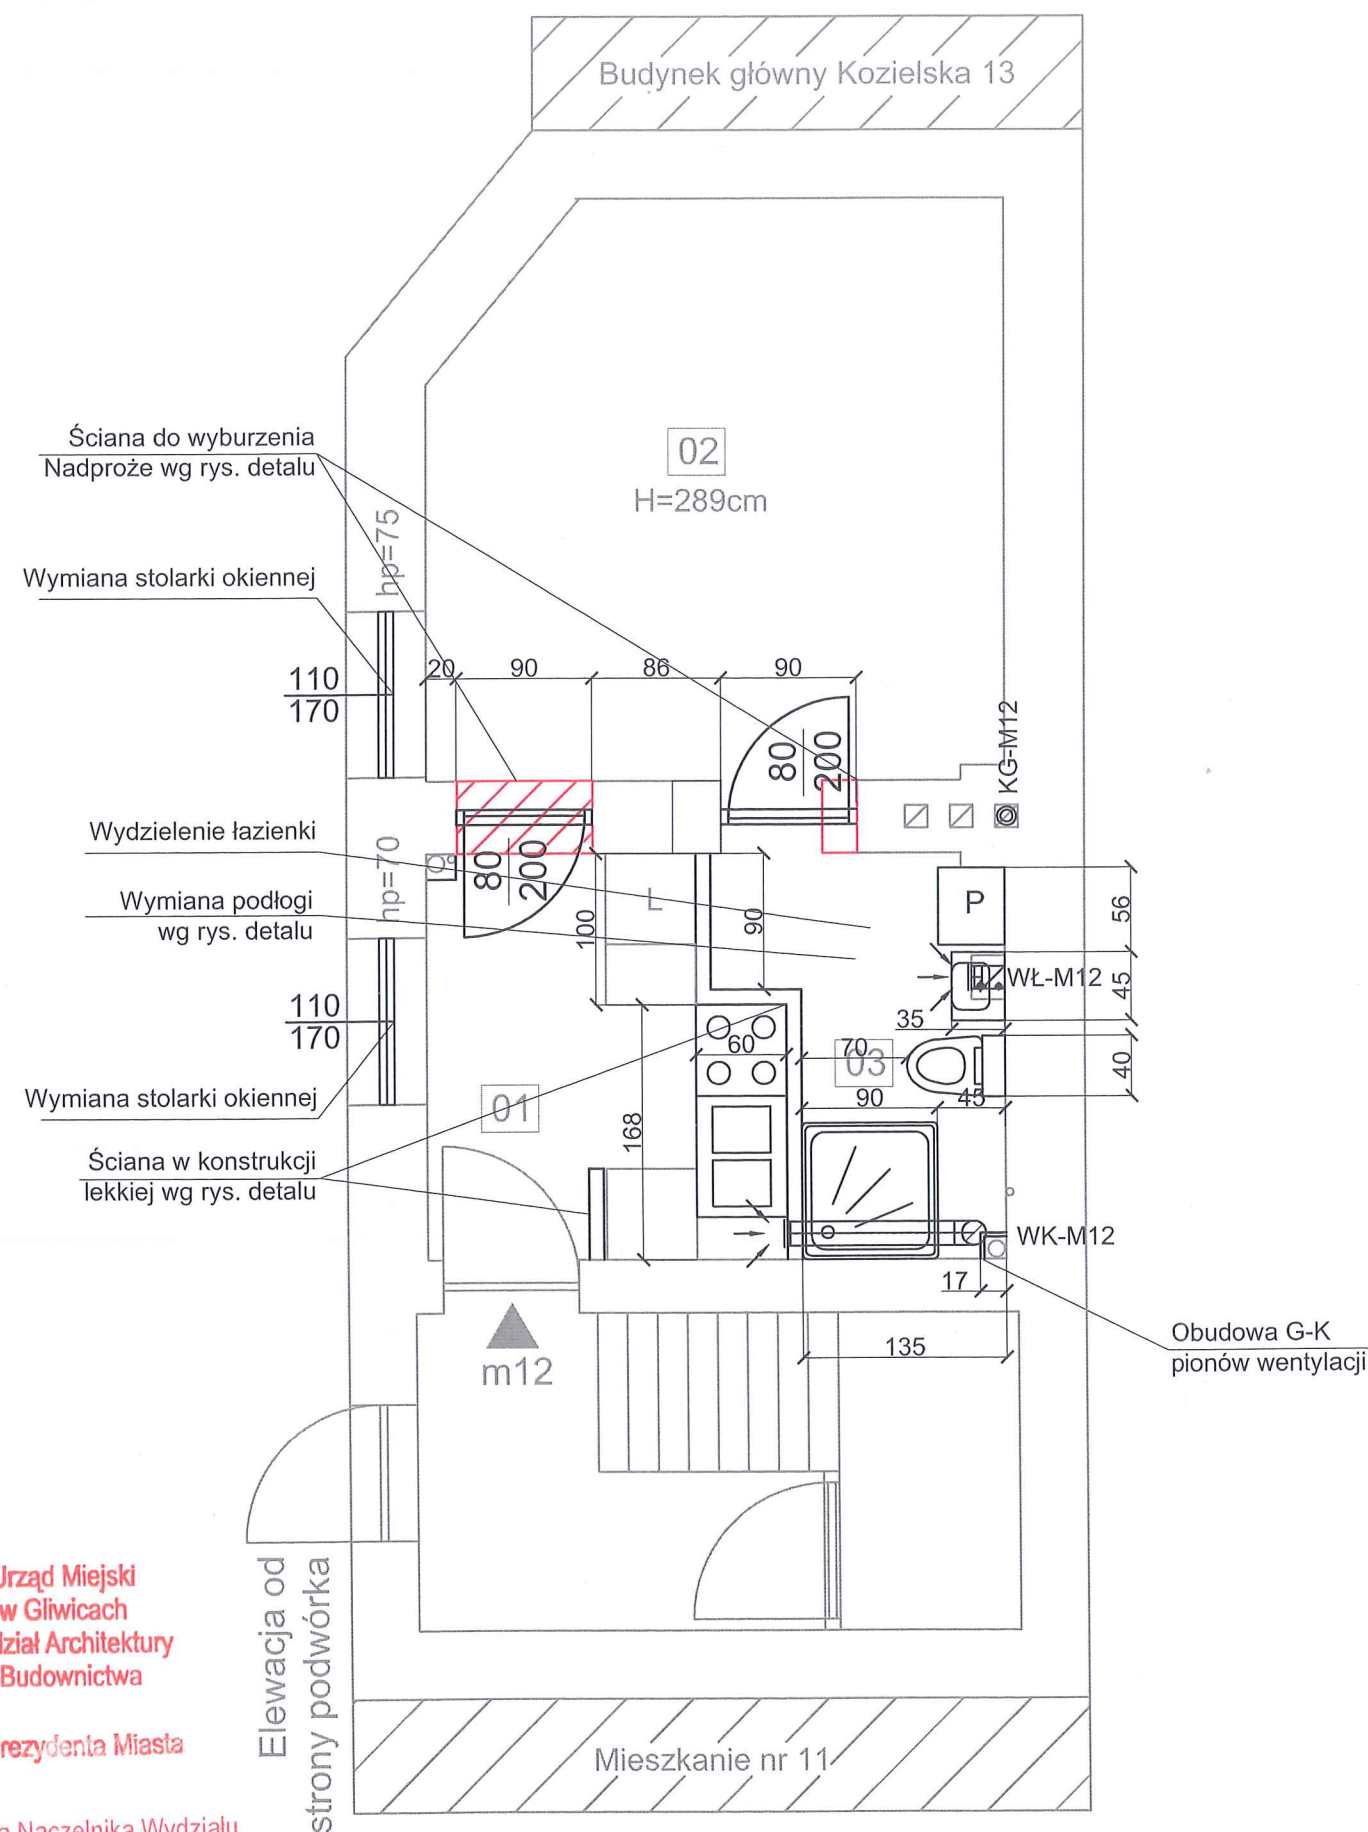 Budynek główny Kozielska 13
Ściana do wyburzenia
Nadproże wg rys. detalu
02
H=289cm
hp=75
Wymiana stolarki okiennej
110
170
20
90
86
90
80
200
KG-M12
Wydzielenie łazienki
hp=70
80
200
Wymiana podłogi
wg rys. detalu
100
L
90
P
56
WŁ-M12
45
35
110
170
60
70
03
40
Wymiana stolarki okiennej
01
90
45
168
Ściana w konstrukcji
lekkiej wg rys. detalu
WK-M12
17
Obudowa G-K
pionów wentylacji
135
m12
Elewacja od
strony podwórka
Urząd Miejski
w Gliwicach
dział Architektury
Budownictwa
rezydenta Miasta
a Naczelnika Wydziału
Mieszkanie nr 11